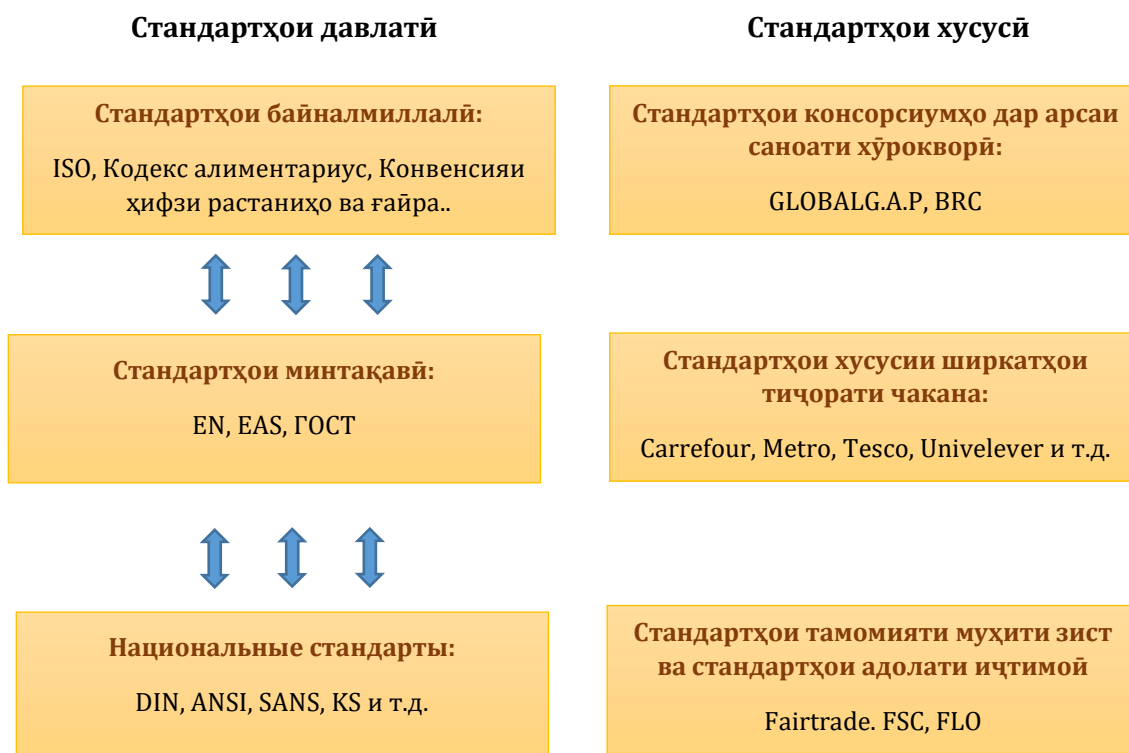 Стандартҳои давлатӣ
Стандартҳои байналмиллалӣ:
ISO, Кодекс алиментариус, Конвенсияи
ҳифзи растаниҳо ва ғайра..
Стандартҳои минтақавӣ:
EN, EAS, ГОСТ
Национальные стандарты:
DIN, ANSI, SANS, KS и т.д.
Стандартҳои хусусӣ
Стандартҳои консорсиумҳо дар арсаи
саноати хӯрокворӣ:
GLOBALG.A.P, BRC
Стандартҳои хусусии ширкатҳои
тиҷорати чакана:
Carrefour, Metro, Tesco, Univelever и т.д.
Стандартҳои тамомияти муҳити зист
ва стандартҳои адолати иҷтимоӣ
Fairtrade. FSC, FLO